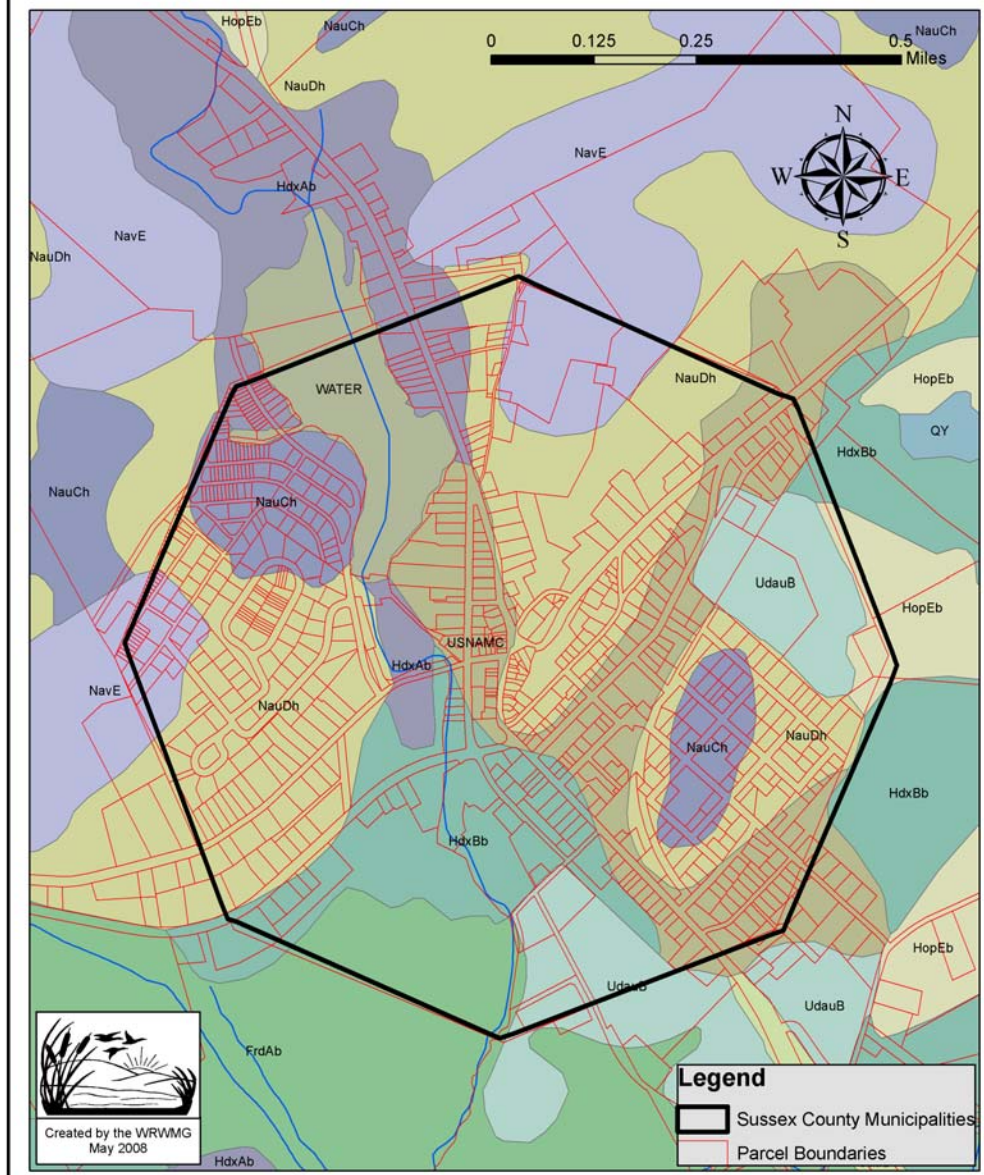 HopEb
NauCh
0 0.125 0.25 0.5
Miles
NauDh
N
NavE
W E
HdxAb
S
NavE
NauDh
NauDh
WATER
HopEb
QY
HdxBb
NauCh
NauCh
UdauB
HopEb
USNAMC
HdxAb
NavE
NauDh
NauDh
NauCh
HdxBb
HdxBb
HopEb
UdauB
UdauB
FrdAb
HdxAb
Created by the WRWMG
May 2008
Legend
Sussex County Municipalities
Parcel Boundaries